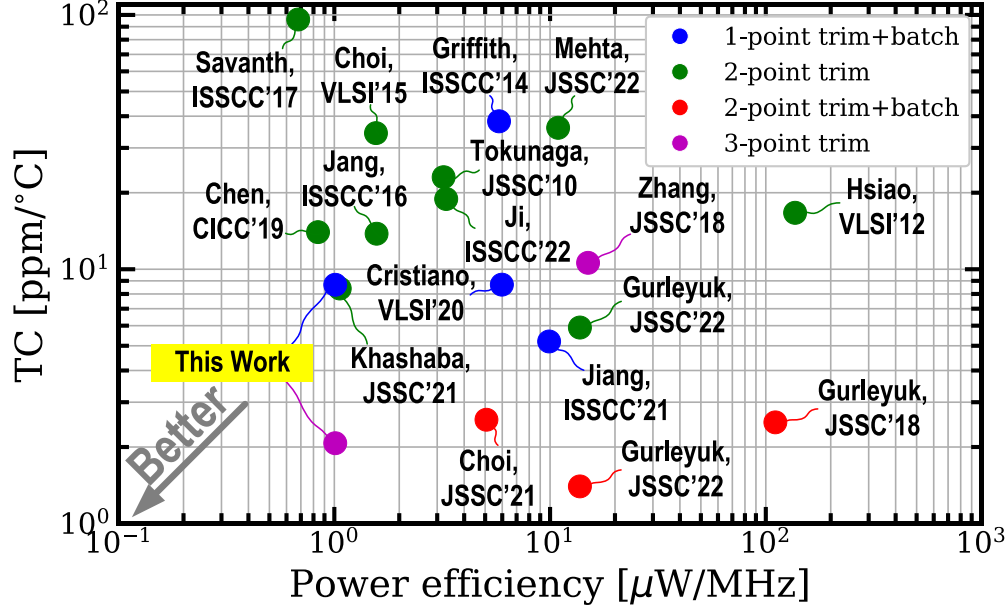 10²
10¹
10⁰
TC [ppm/°C]
1-point trim+batch
2-point trim
2-point trim+batch
3-point trim
Savanth,
ISSCC'17
Choi,
VLSI'15
Griffith,
ISSCC'14
Mehta,
JSSC'22
Jang,
ISSCC'16
Tokunaga,
JSSC'10
Chen,
CICC'19
Ji,
ISSCC'22
Zhang,
JSSC'18
Hsiao,
VLSI'12
Cristiano,
VLSI'20
Gurleyuk,
JSSC'22
This Work
Khashaba,
JSSC'21
Jiang,
ISSCC'21
Gurleyuk,
JSSC'18
Better
Choi,
JSSC'21
Gurleyuk,
JSSC'22
10⁻¹
10⁰
10¹
10²
10³
Power efficiency [μW/MHz]